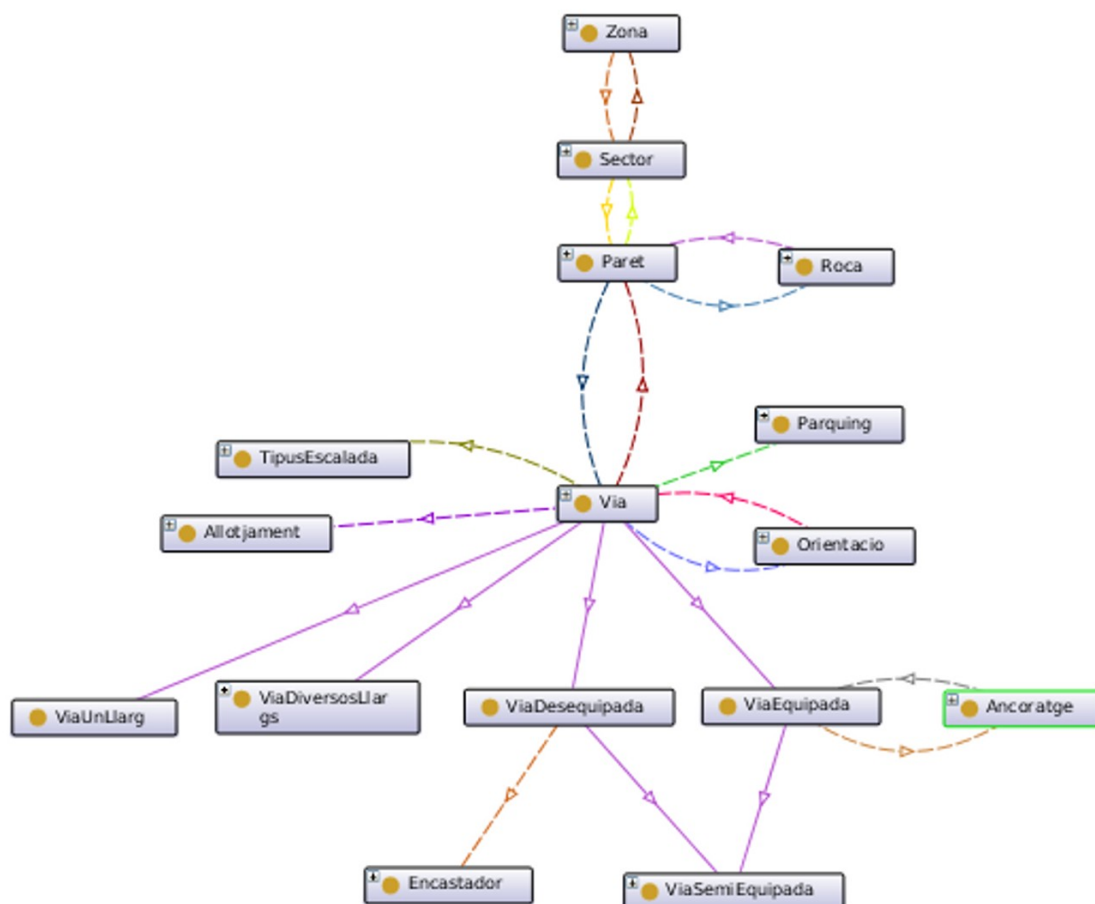 Zona
Sector
Paret
Roca
Parquing
TipusEscalada
Via
Allotjament
Orientacio
ViaUnLlarg
ViaDiversosLlar
gs
ViaDesequipada
ViaEquipada
Ancoratge
Encastador
ViaSemiEquipada